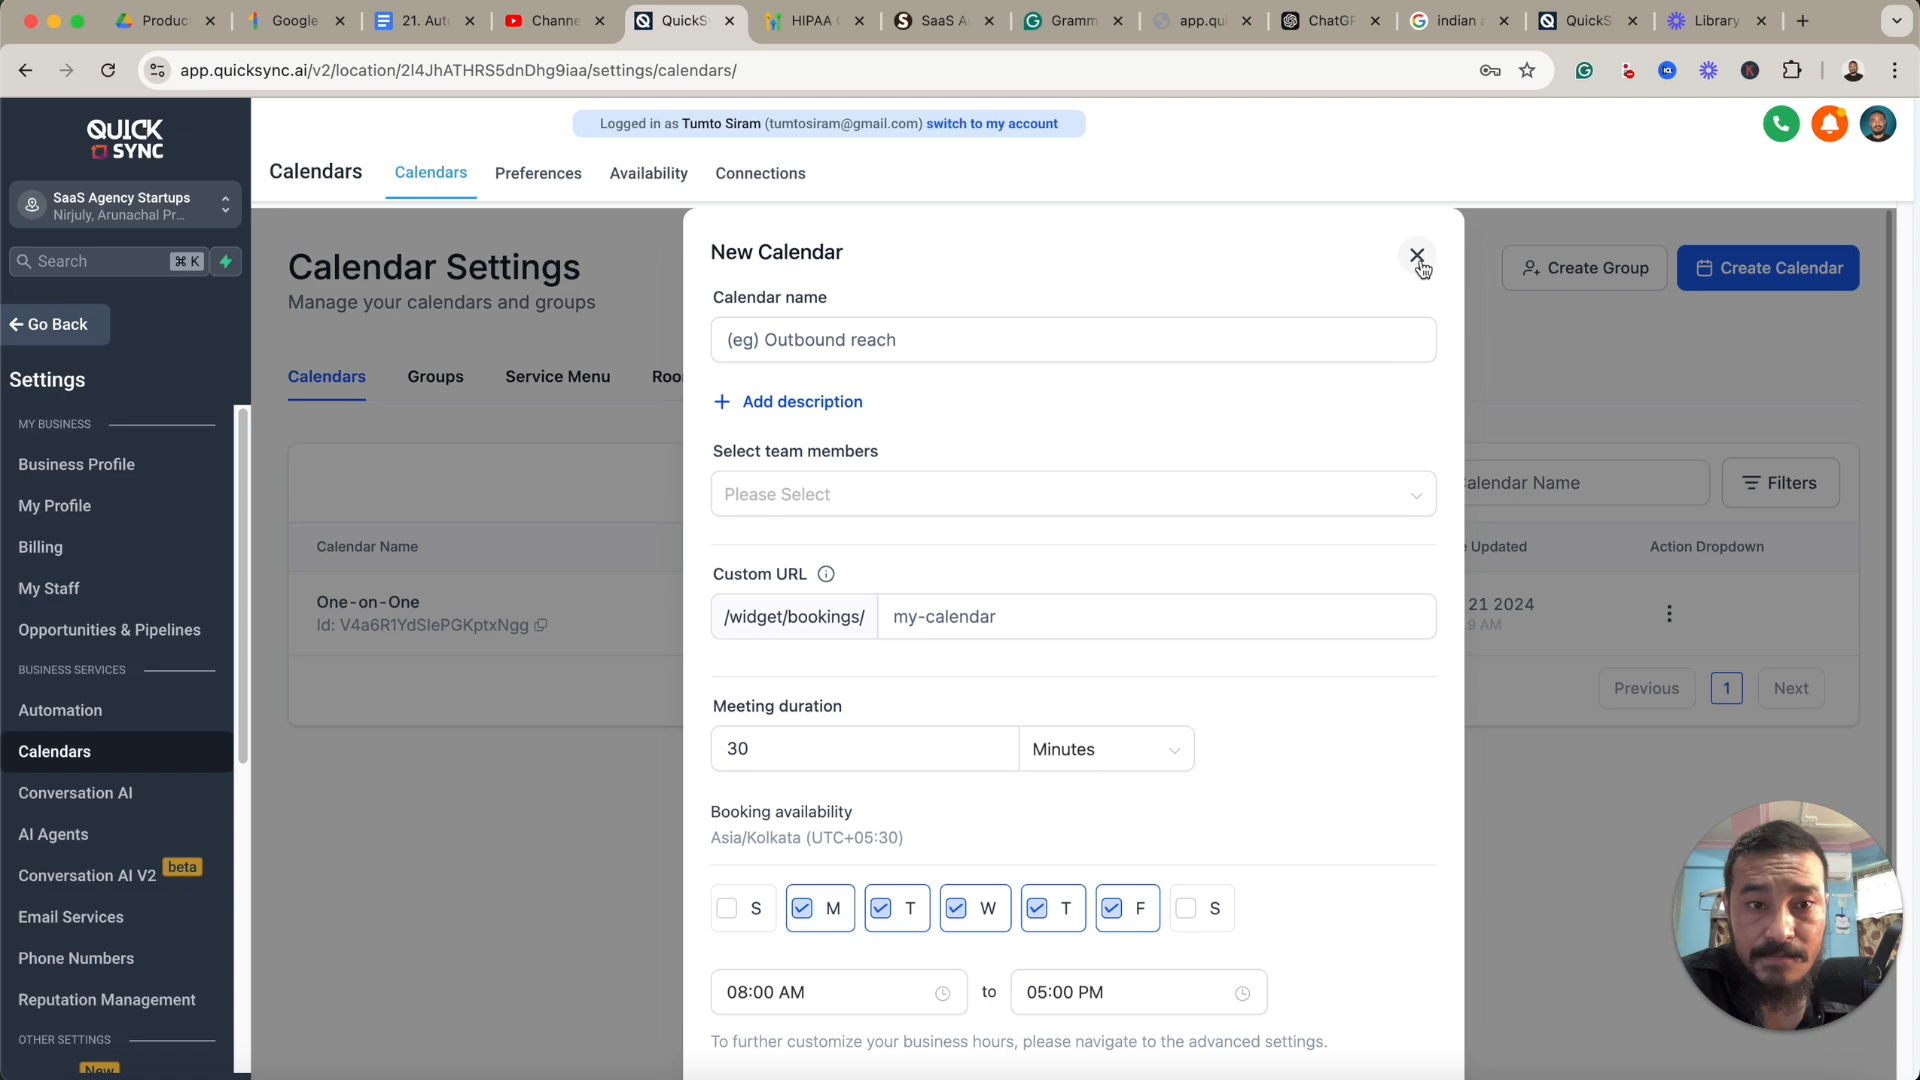 Produc
Google
21. Aut
Channe
QuickS
HIPAA
SaaS A
Gramm
app.qui
ChatGP
indian
QuickS
Library
app.quicksync.ai/v2/location/2l4JhATHRS5dnDhg9iaa/settings/calendars/
QUICK
SYNC
Logged in as Tumto Siram (tumtosiram@gmail.com) switch to my account
Calendars
Calendars
Preferences
Availability
Connections
SaaS Agency Startups
Nirjuly, Arunachal Pr...
Search
⌘ K
Go Back
Settings
MY BUSINESS
Business Profile
My Profile
Billing
My Staff
Opportunities & Pipelines
BUSINESS SERVICES
Automation
Calendars
Conversation AI
AI Agents
Conversation AI V2 beta
Email Services
Phone Numbers
Reputation Management
OTHER SETTINGS
New
Calendar Settings
Manage your calendars and groups
Create Group
Create Calendar
Calendars
Groups
Service Menu
Roo
Calendar Name
Filters
Calendar Name
Updated
Action Dropdown
One-on-One
Id: V4a6R1YdSlePGKptxNgg
21 2024
9 AM
Previous
1
Next
New Calendar
Calendar name
(eg) Outbound reach
+ Add description
Select team members
Please Select
Custom URL
/widget/bookings/ my-calendar
Meeting duration
30 Minutes
Booking availability
Asia/Kolkata (UTC+05:30)
S M T W T F S
08:00 AM to 05:00 PM
To further customize your business hours, please navigate to the advanced settings.